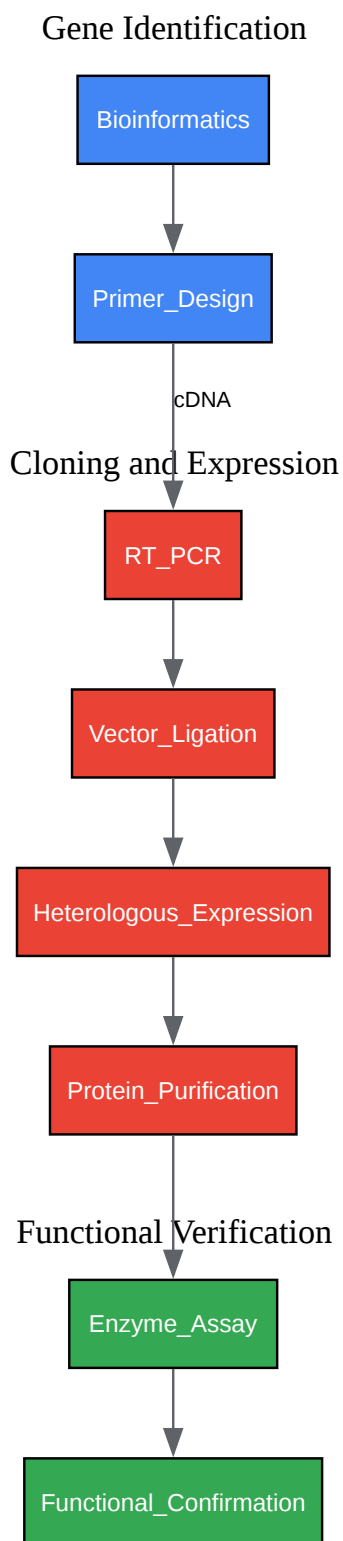 Gene Identification
Bioinformatics
Primer_Design
cDNA
Cloning and Expression
RT_PCR
Vector_Ligation
Heterologous_Expression
Protein_Purification
Functional Verification
Enzyme_Assay
Functional_Confirmation